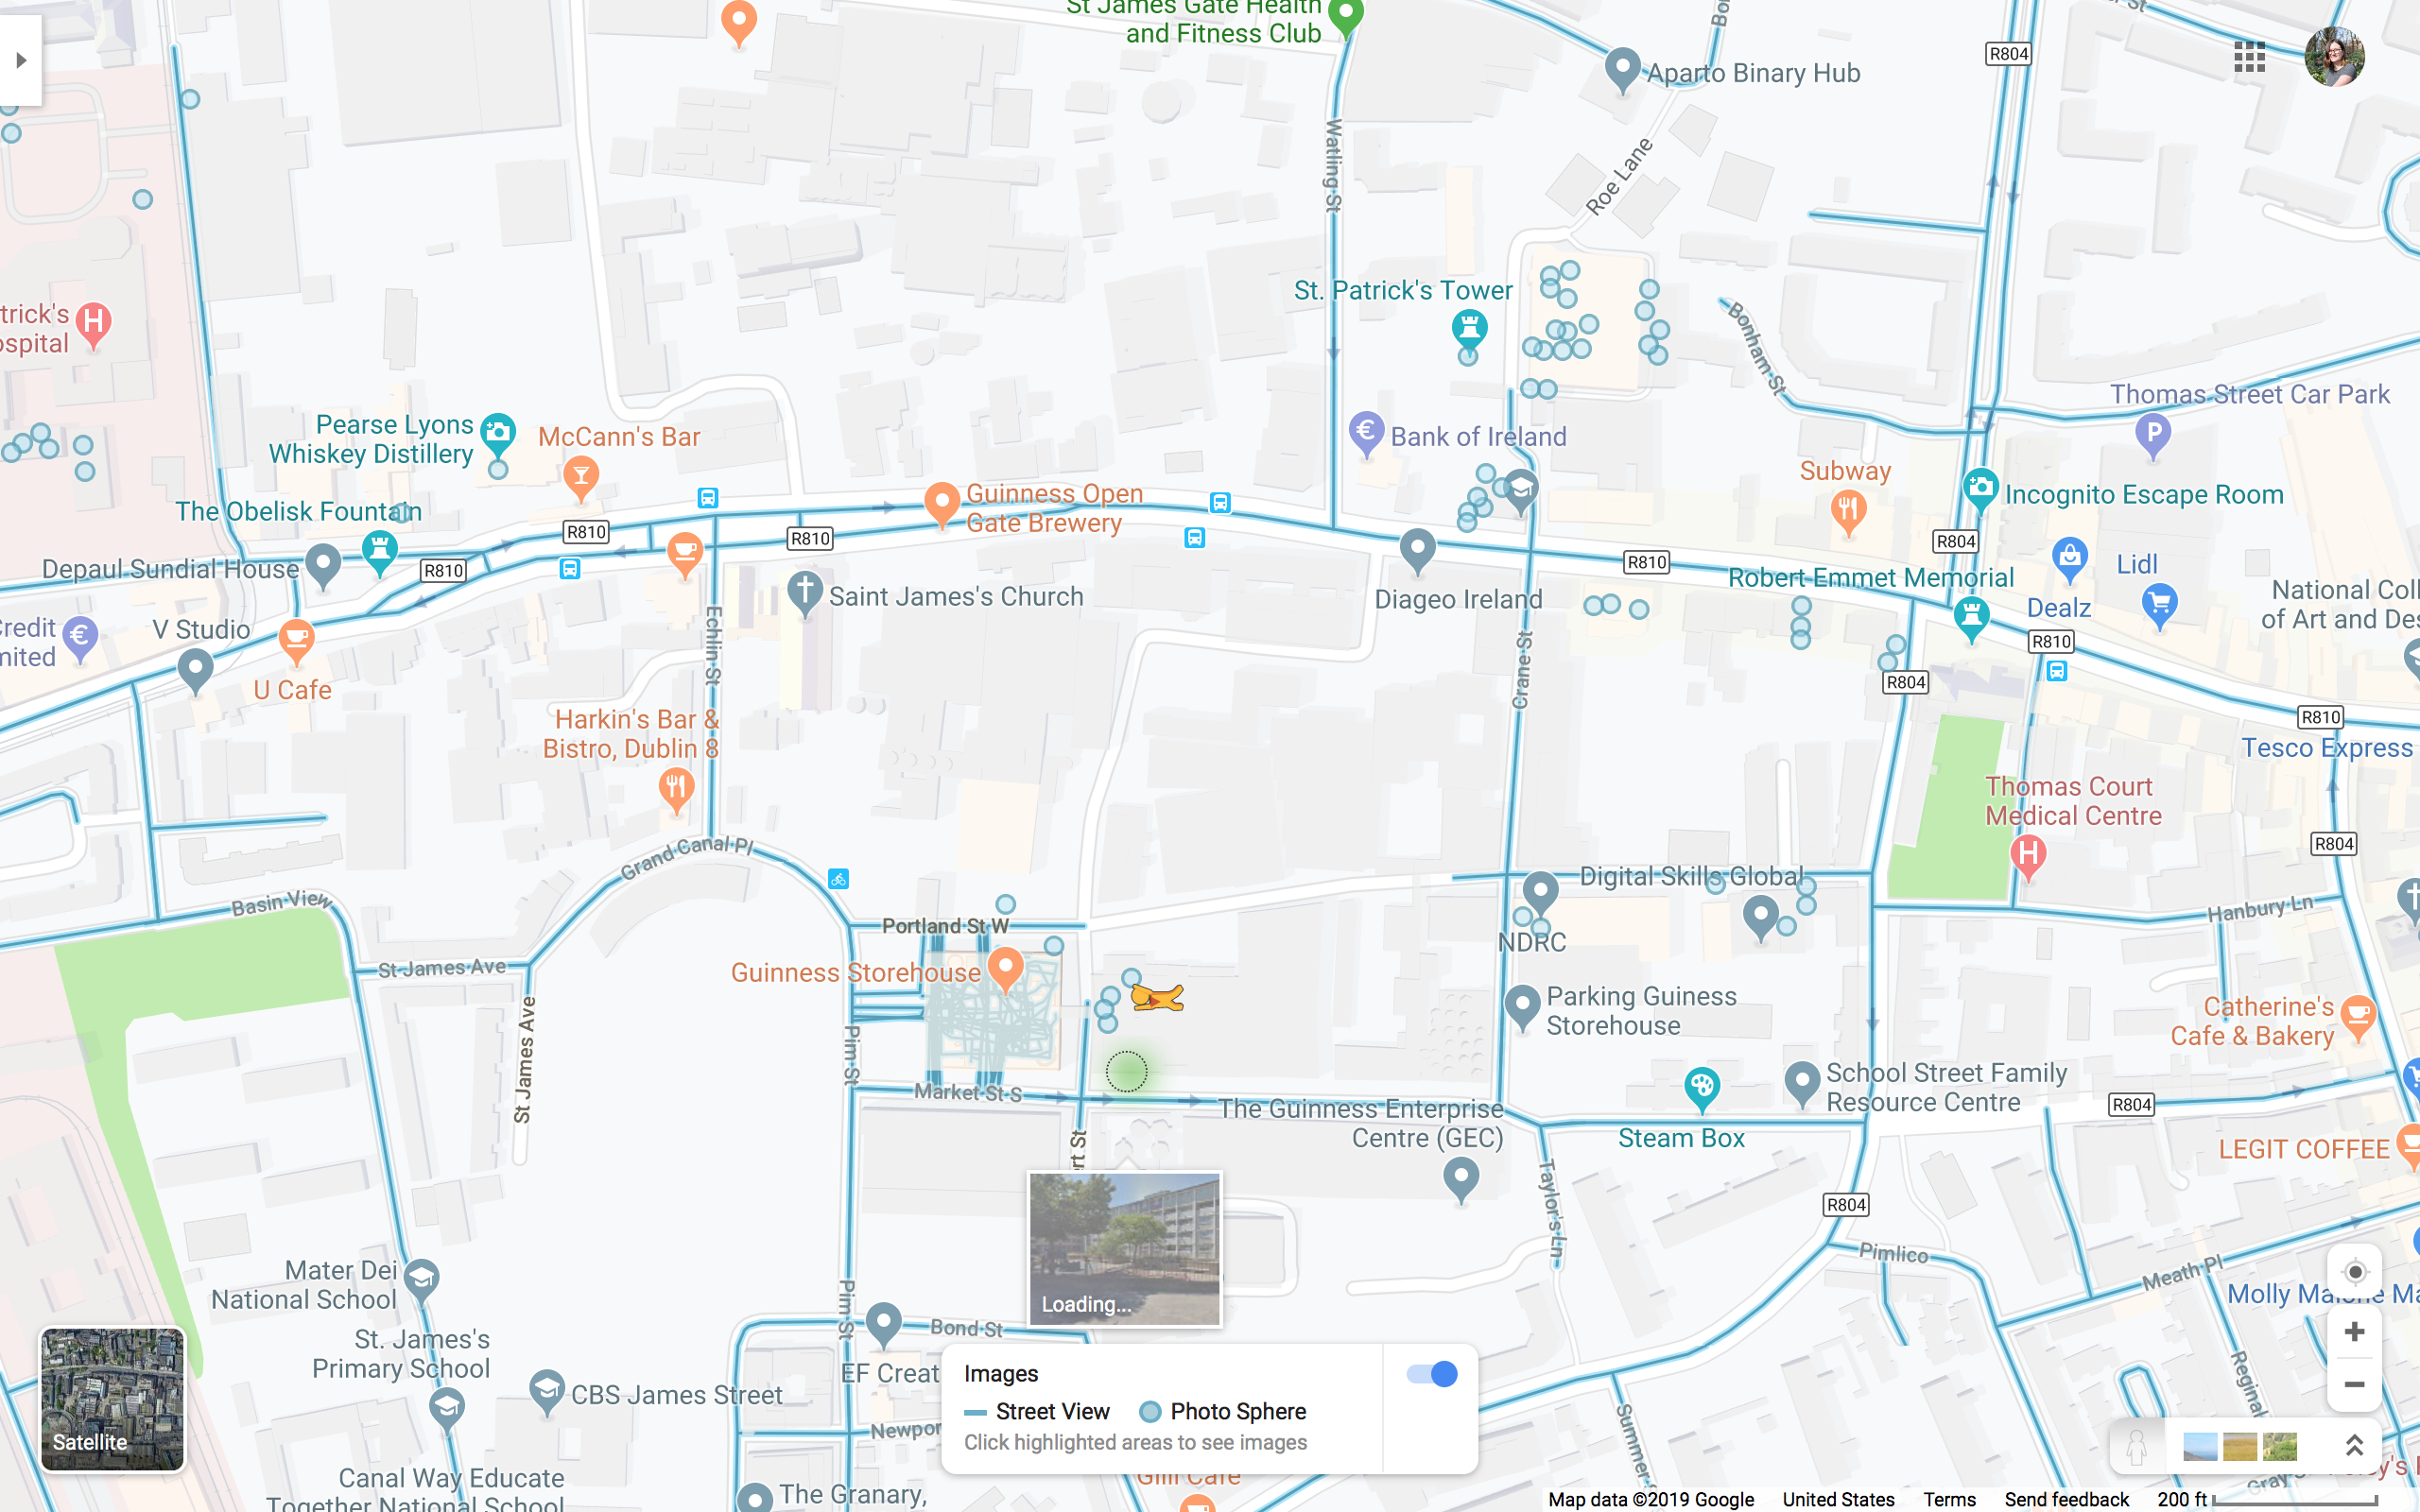 St James Gate Health
and Fitness Club
Aparto Binary Hub
R804
Watling St
Roe Lane
St. Patrick's Tower
trick's
ospital
Bonham St
Thomas Street Car Park
Pearse Lyons
Whiskey Distillery
McCann's Bar
Bank of Ireland
Subway
Incognito Escape Room
The Obelisk Fountain
Guinness Open
Gate Brewery
R810
R810
R810
R804
Depaul Sundial House
R810
Lidl
Robert Emmet Memorial
Saint James's Church
Diageo Ireland
Dealz
National Coll
of Art and Des
Credit
mited
V Studio
Echlin St
Crane St
R810
U Cafe
R804
Harkin's Bar &
Bistro, Dublin 8
R810
Tesco Express
Thomas Court
Medical Centre
Grand Canal Pl
R804
Digital Skills Global
Basin View
Hanbury Ln
Portland St W
NDRC
St James Ave
Guinness Storehouse
Parking Guiness
Storehouse
Catherine's
Cafe & Bakery
St James Ave
Pim St
Market St S
The Guinness Enterprise
Centre (GEC)
School Street Family
Resource Centre
R804
Steam Box
LEGIT COFFEE
rt St
Taylor's Ln
R804
Pimlico
Meath Pl
Mater Dei
National School
Loading...
Molly Malone Ma
Pim St
Bond St
St. James's
Primary School
EF Creat
Images
CBS James Street
Street View
Photo Sphere
Click highlighted areas to see images
Newpor
Summer
Reginal
Satellite
Canal Way Educate
Together National School
The Granary,
Gray
Map data ©2019 Google
United States
Terms
Send feedback
200 ft